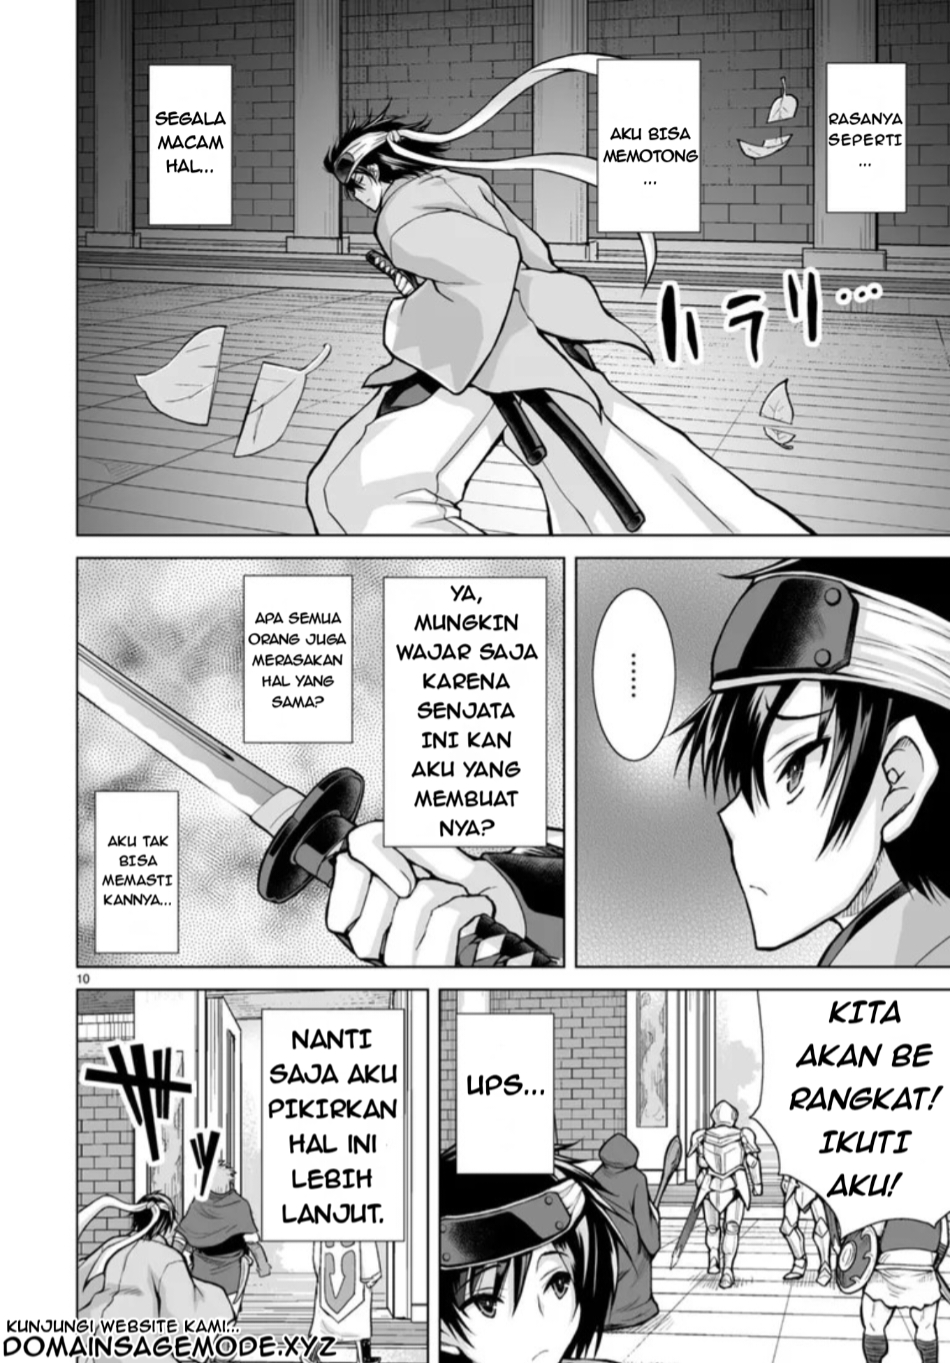 RASANYA
SEPERTI
...
AKU BISA
MEMOTONG
...
SEGALA
MACAM
HAL...
ハラリ...
........
YA,
MUNGKIN
WAJAR SAJA
KARENA
SENJATA
INI KAN
AKU YANG
MEMBUAT
NYA?
APA SEMUA
ORANG JUGA
MERASAKAN
HAL YANG
SAMA?
AKU TAK
BISA
MEMASTI
KANNYA...
10
KITA
AKAN BE
RANGKAT!
IKUTI
AKU!
UPS...
NANTI
SAJA AKU
PIKIRKAN
HAL INI
LEBIH
LANJUT.
KUNJUNGI WEBSITE KAMI...
DOMAINSAGEMODE.XYZ